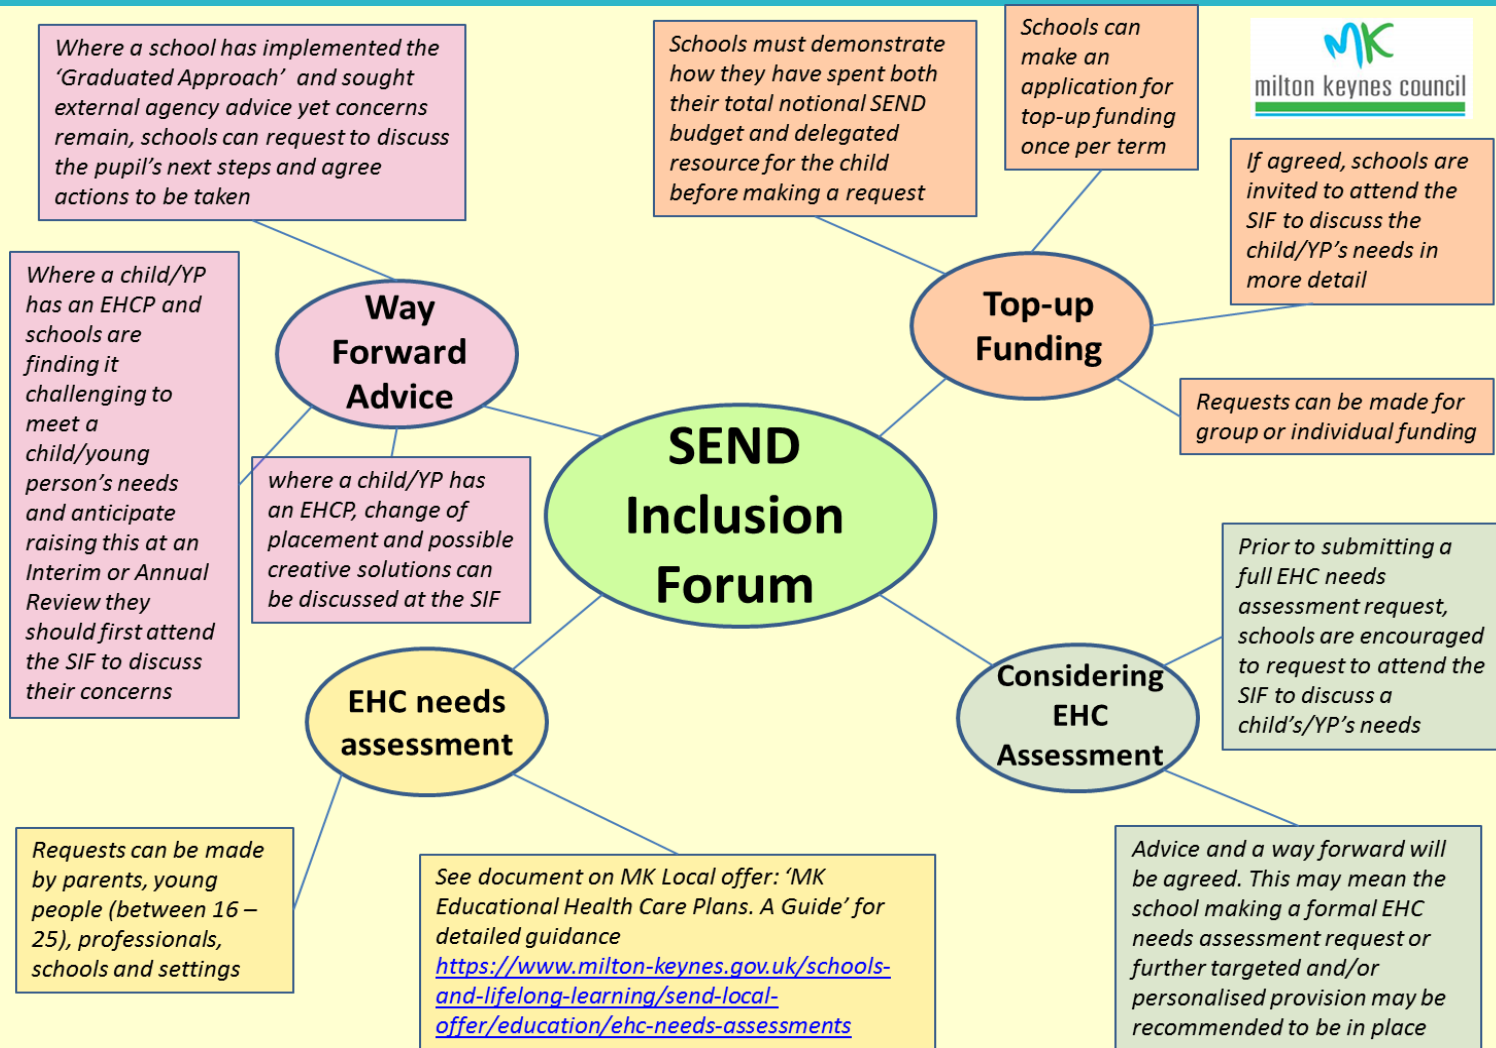 Where a school has implemented the
‘Graduated Approach’ and sought
external agency advice yet concerns
remain, schools can request to discuss
the pupil’s next steps and agree
actions to be taken
Schools must demonstrate
how they have spent both
their total notional SEND
budget and delegated
resource for the child
before making a request
Schools can
make an
application for
top-up funding
once per term
MK
milton keynes council
If agreed, schools are
invited to attend the
SIF to discuss the
child/YP’s needs in
more detail
Where a child/YP
has an EHCP and
schools are
finding it
challenging to
meet a
child/young
person’s needs
and anticipate
raising this at an
Interim or Annual
Review they
should first attend
the SIF to discuss
their concerns
Way
Forward
Advice
Top-up
Funding
Requests can be made for
group or individual funding
where a child/YP has
an EHCP, change of
placement and possible
creative solutions can
be discussed at the SIF
SEND
Inclusion
Forum
Prior to submitting a
full EHC needs
assessment request,
schools are encouraged
to request to attend the
SIF to discuss a
child’s/YP’s needs
EHC needs
assessment
Considering
EHC
Assessment
Requests can be made
by parents, young
people (between 16 –
25), professionals,
schools and settings
See document on MK Local offer: ‘MK
Educational Health Care Plans. A Guide’ for
detailed guidance
https://www.milton-keynes.gov.uk/schools-
and-lifelong-learning/send-local-
offer/education/ehc-needs-assessments
Advice and a way forward will
be agreed. This may mean the
school making a formal EHC
needs assessment request or
further targeted and/or
personalised provision may be
recommended to be in place